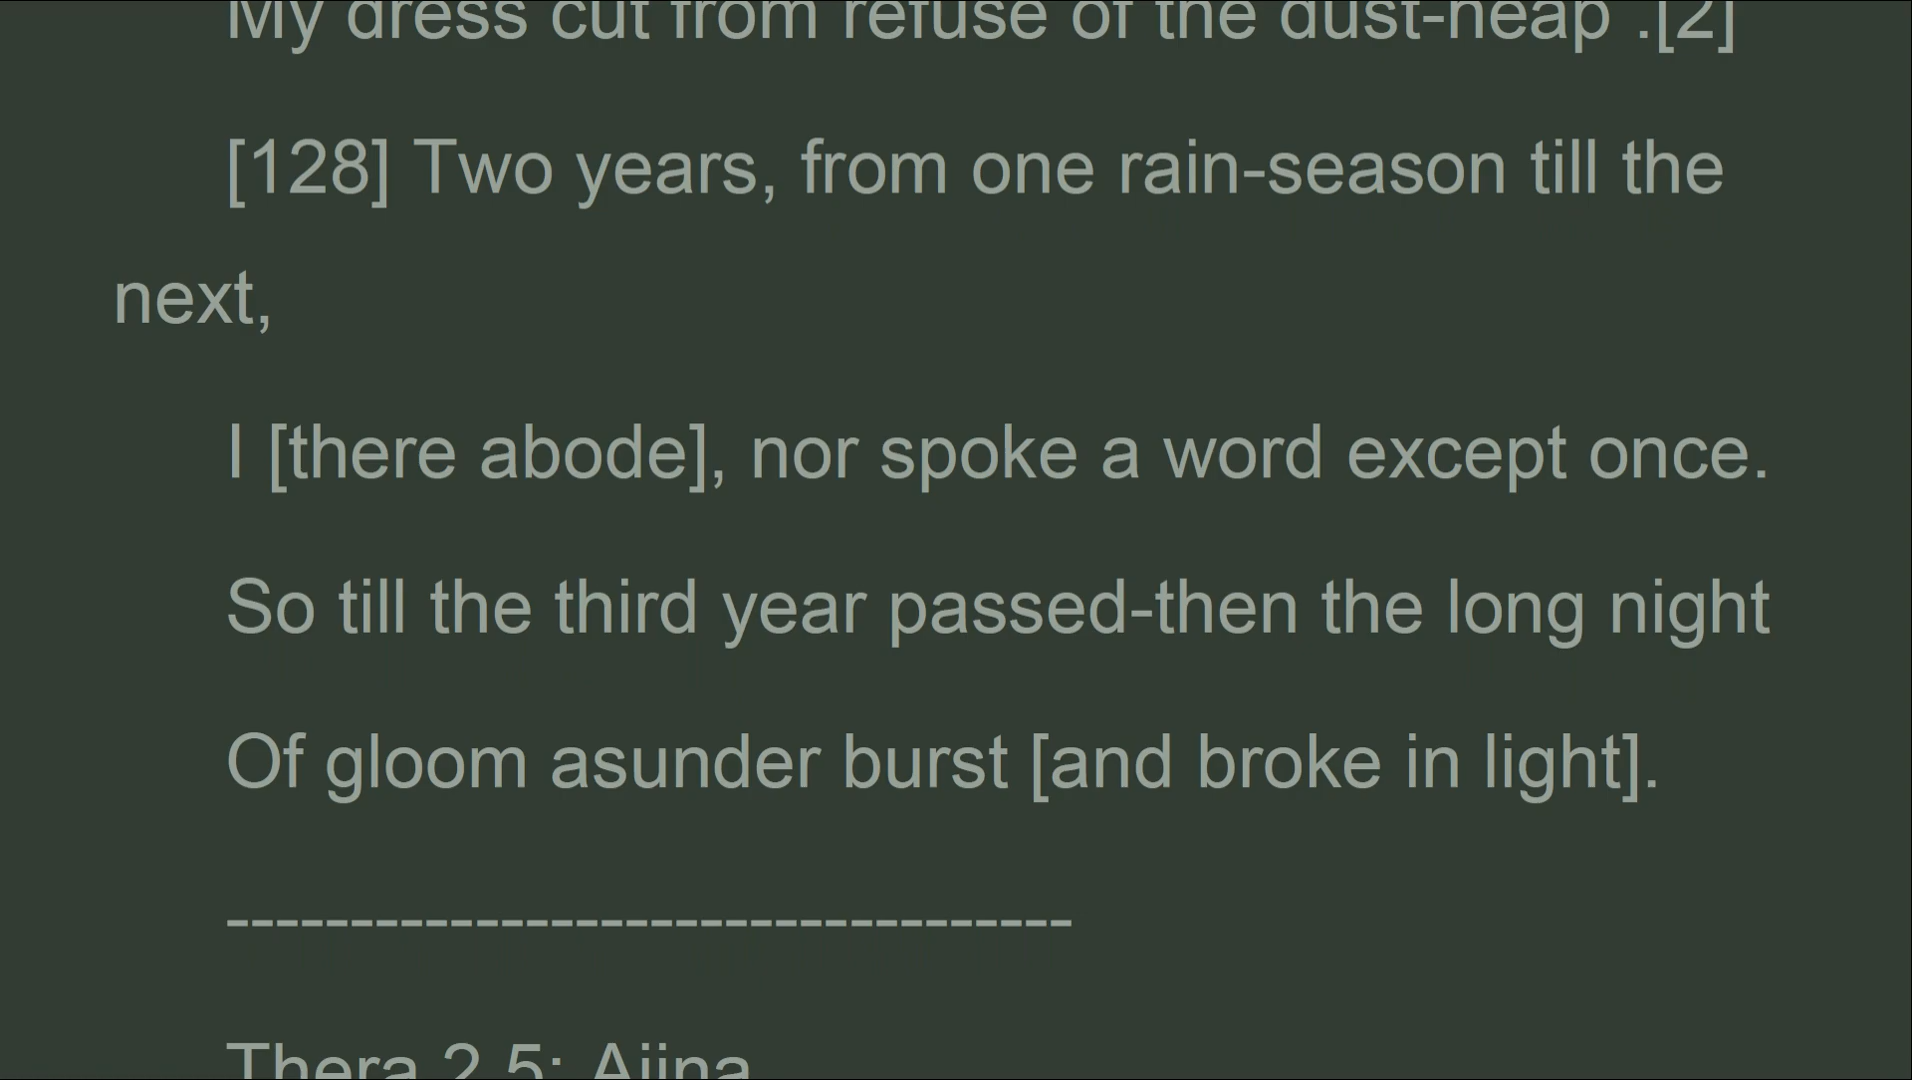 My dress cut from refuse of the dust-heap .[2]
[128] Two years, from one rain-season till the
next,
I [there abode], nor spoke a word except once.
So till the third year passed-then the long night
Of gloom asunder burst [and broke in light].
----------------------------------
Thera 2.5: Ajina